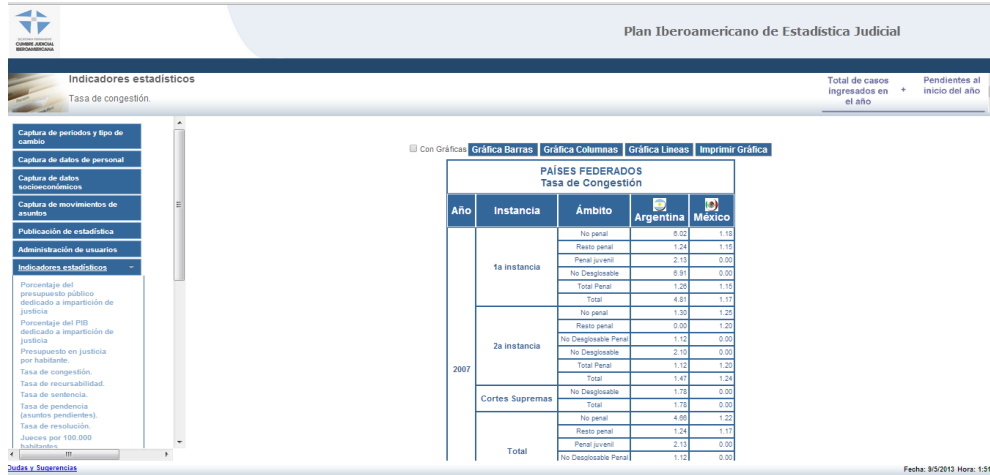 SECRETARÍA PERMANENTE
CUMBRE JUDICIAL
IBEROAMERICANA
Plan Iberoamericano de Estadística Judicial
Indicadores estadísticos
Tasa de congestión.
Total de casos
ingresados en
el año
+
Pendientes al
inicio del año
Captura de periodos y tipo de
cambio
Captura de datos de personal
Captura de datos
socioeconómicos
Captura de movimientos de
asuntos
Publicación de estadística
Administración de usuarios
Indicadores estadísticos −
Porcentaje del
presupuesto público
dedicado a impartición de
justicia
Porcentaje del PIB
dedicado a impartición de
justicia
Presupuesto en justicia
por habitante.
Tasa de congestión.
Tasa de recursabilidad.
Tasa de sentencia.
Tasa de pendencia
(asuntos pendientes).
Tasa de resolución.
Jueces por 100.000
habitantes
Con Gráficas Gráfica Barras Gráfica Columnas Gráfica Lineas Imprimir Gráfica
PAÍSES FEDERADOS
Tasa de Congestión
Año Instancia Ámbito Argentina México
2007
1a instancia
No penal 6.02 1.18
Resto penal 1.24 1.15
Penal juvenil 2.13 0.00
No Desglosable 6.91 0.00
Total Penal 1.26 1.15
Total 4.81 1.17
2a instancia
No penal 1.30 1.25
Resto penal 0.00 1.20
No Desglosable Penal 1.12 0.00
No Desglosable 2.10 0.00
Total Penal 1.12 1.20
Total 1.47 1.24
Cortes Supremas
No Desglosable 1.78 0.00
Total 1.78 0.00
Total
No penal 4.66 1.22
Resto penal 1.24 1.17
Penal juvenil 2.13 0.00
No Desglosable Penal 1.12 0.00
Dudas y Sugerencias
Fecha: 9/5/2013 Hora: 1:5